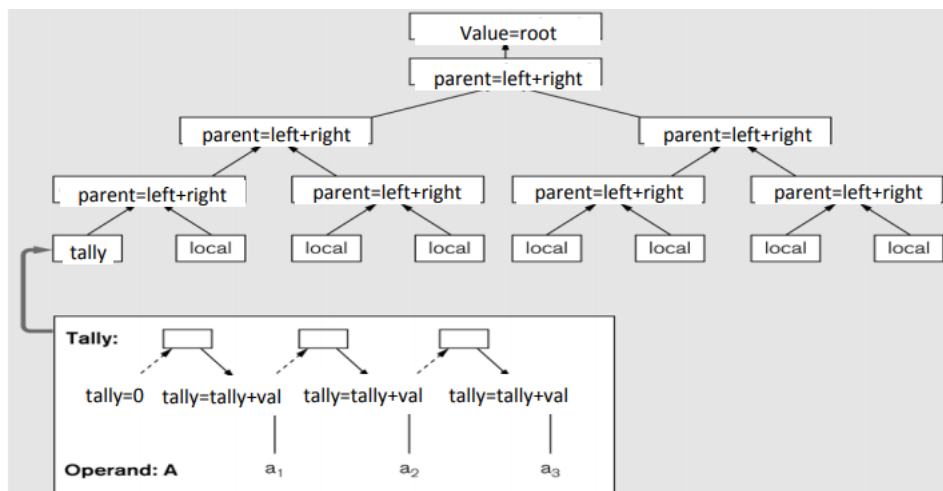 Value=root
parent=left+right
parent=left+right parent=left+right
parent=left+right parent=left+right parent=left+right parent=left+right
tally local local local local local local local
Tally:
tally=0 tally=tally+val tally=tally+val tally=tally+val
Operand: A a₁ a₂ a₃